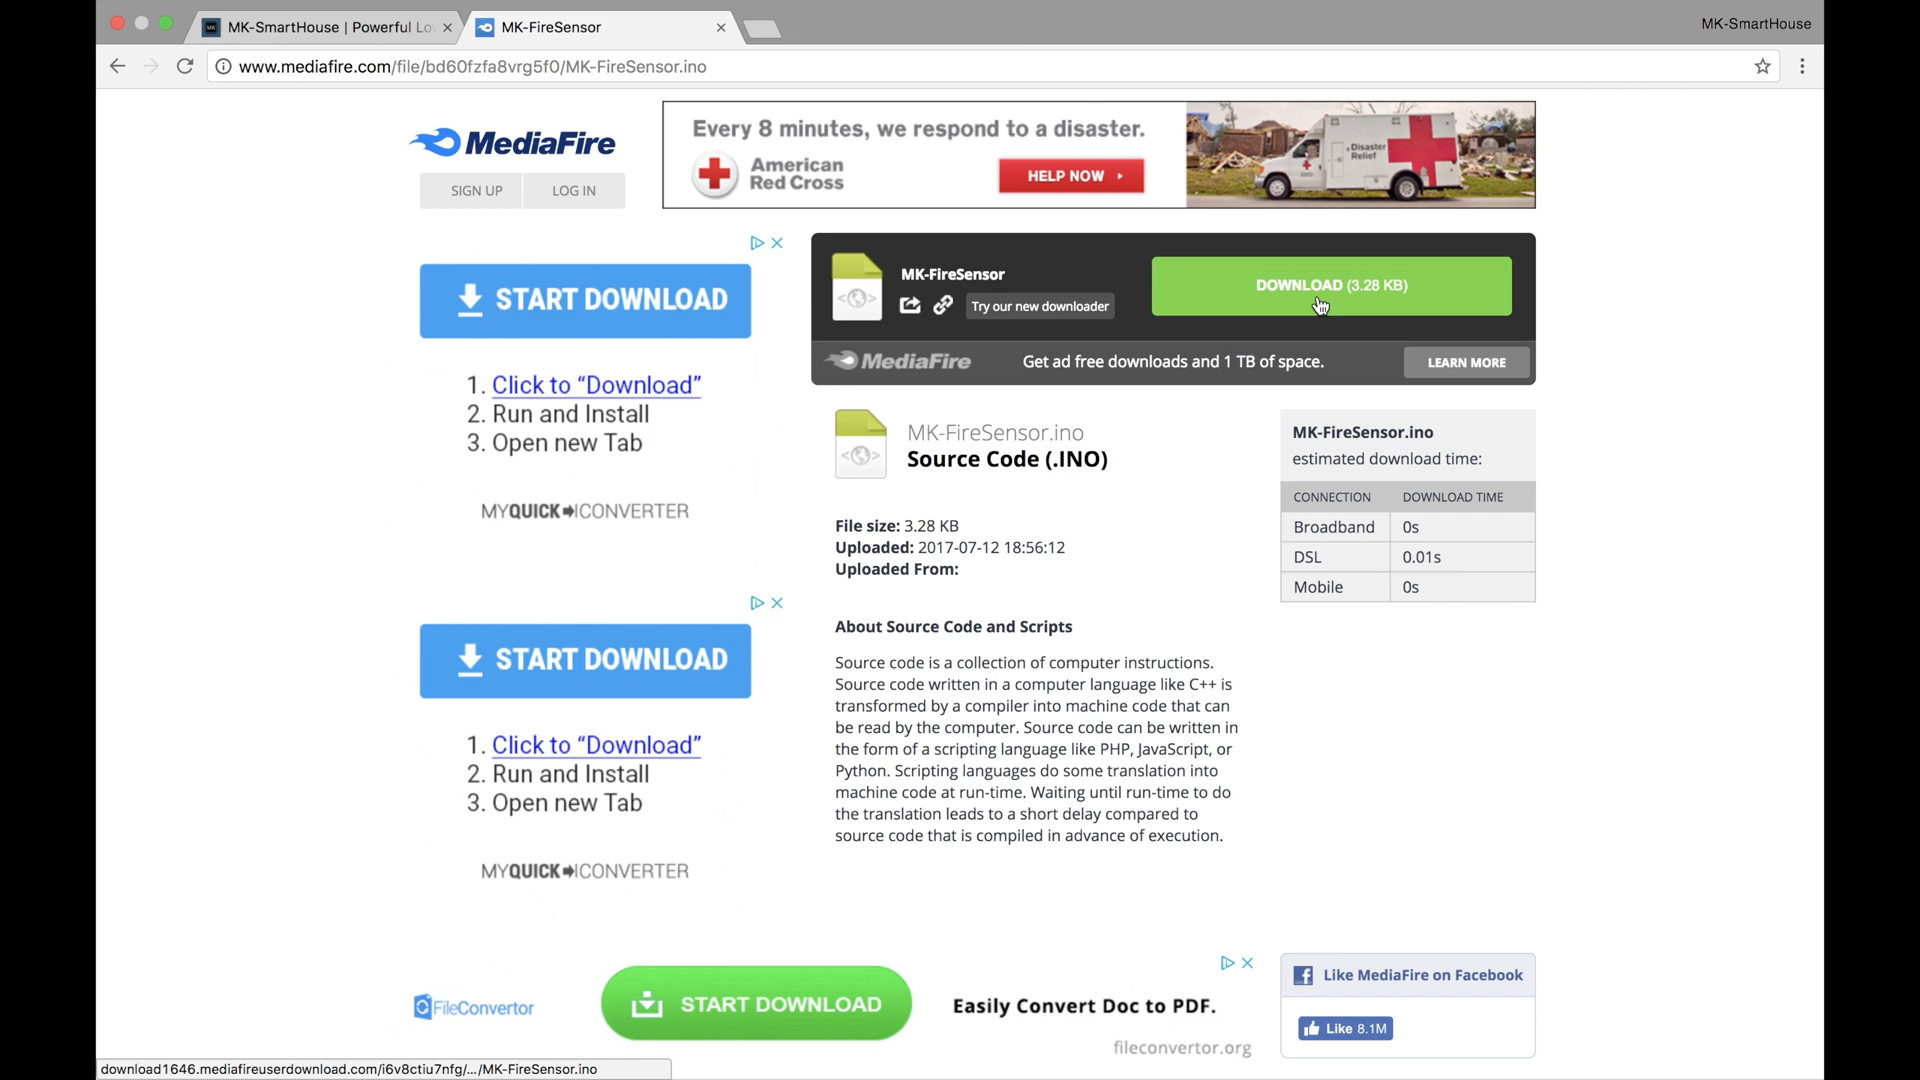 MK-SmartHouse | Powerful Lo
MK-FireSensor
MK-SmartHouse
www.mediafire.com/file/bd60fzfa8vrg5f0/MK-FireSensor.ino
MediaFire
SIGN UP
LOG IN
Every 8 minutes, we respond to a disaster.
American
Red Cross
HELP NOW
Disaster
Relief
START DOWNLOAD
1. Click to “Download”
2. Run and Install
3. Open new Tab
MYQUICK CONVERTER
MK-FireSensor
Try our new downloader
DOWNLOAD (3.28 KB)
MediaFire
Get ad free downloads and 1 TB of space.
LEARN MORE
MK-FireSensor.ino
Source Code (.INO)
File size: 3.28 KB
Uploaded: 2017-07-12 18:56:12
Uploaded From:
MK-FireSensor.ino
estimated download time:
CONNECTION DOWNLOAD TIME
Broadband 0s
DSL 0.01s
Mobile 0s
START DOWNLOAD
1. Click to “Download”
2. Run and Install
3. Open new Tab
MYQUICK CONVERTER
About Source Code and Scripts
Source code is a collection of computer instructions.
Source code written in a computer language like C++ is
transformed by a compiler into machine code that can
be read by the computer. Source code can be written in
the form of a scripting language like PHP, JavaScript, or
Python. Scripting languages do some translation into
machine code at run-time. Waiting until run-time to do
the translation leads to a short delay compared to
source code that is compiled in advance of execution.
FileConvertor
START DOWNLOAD
Easily Convert Doc to PDF.
fileconvertor.org
Like MediaFire on Facebook
Like 8.1M
download1646.mediafireuserdownload.com/i6v8ctiu7nfg/.../MK-FireSensor.ino